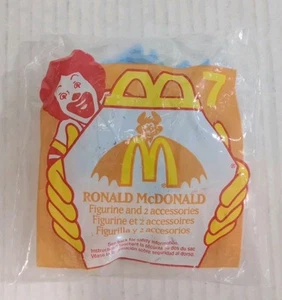 7
M
RONALD McDONALD
Figurine and 2 accessories
Figurine et 2 accessoires
Figurilla y 2 accesorios